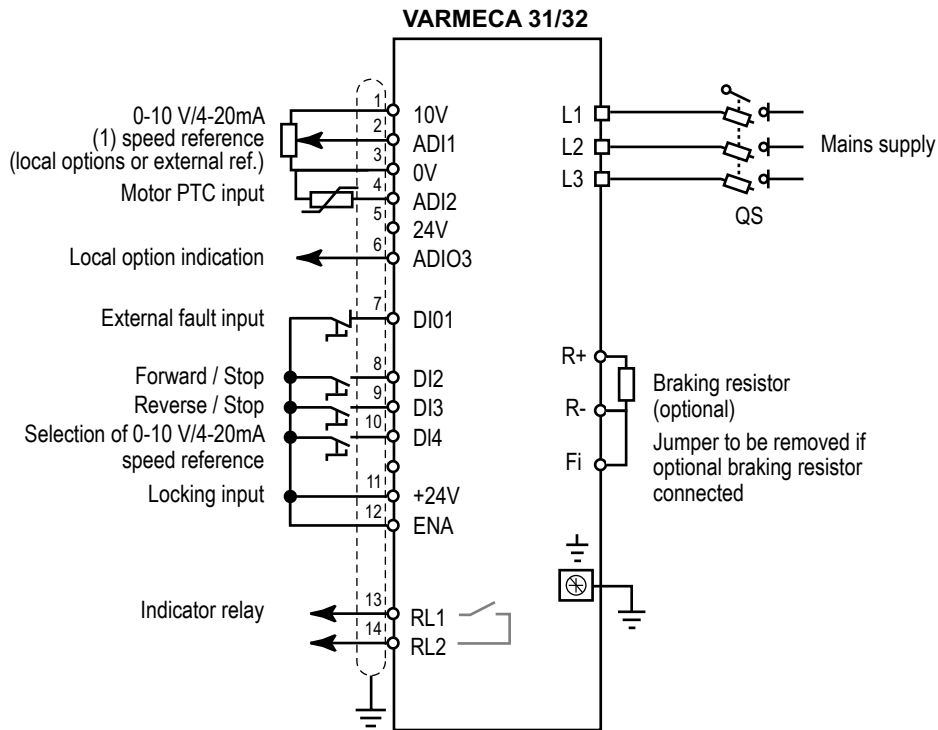 VARMECA 31/32
0-10 V/4-20mA
(1) speed reference
(local options or external ref.)
Motor PTC input
Local option indication
External fault input
Forward / Stop
Reverse / Stop
Selection of 0-10 V/4-20mA
speed reference
Locking input
Indicator relay
1
2
3
4
5
6
7
8
9
10
11
12
13
14
10V
ADI1
0V
ADI2
24V
ADIO3
DI01
DI2
DI3
DI4
+24V
ENA
RL1
RL2
L1
L2
L3
Mains supply
QS
R+
R-
Fi
Braking resistor
(optional)
Jumper to be removed if
optional braking resistor
connected